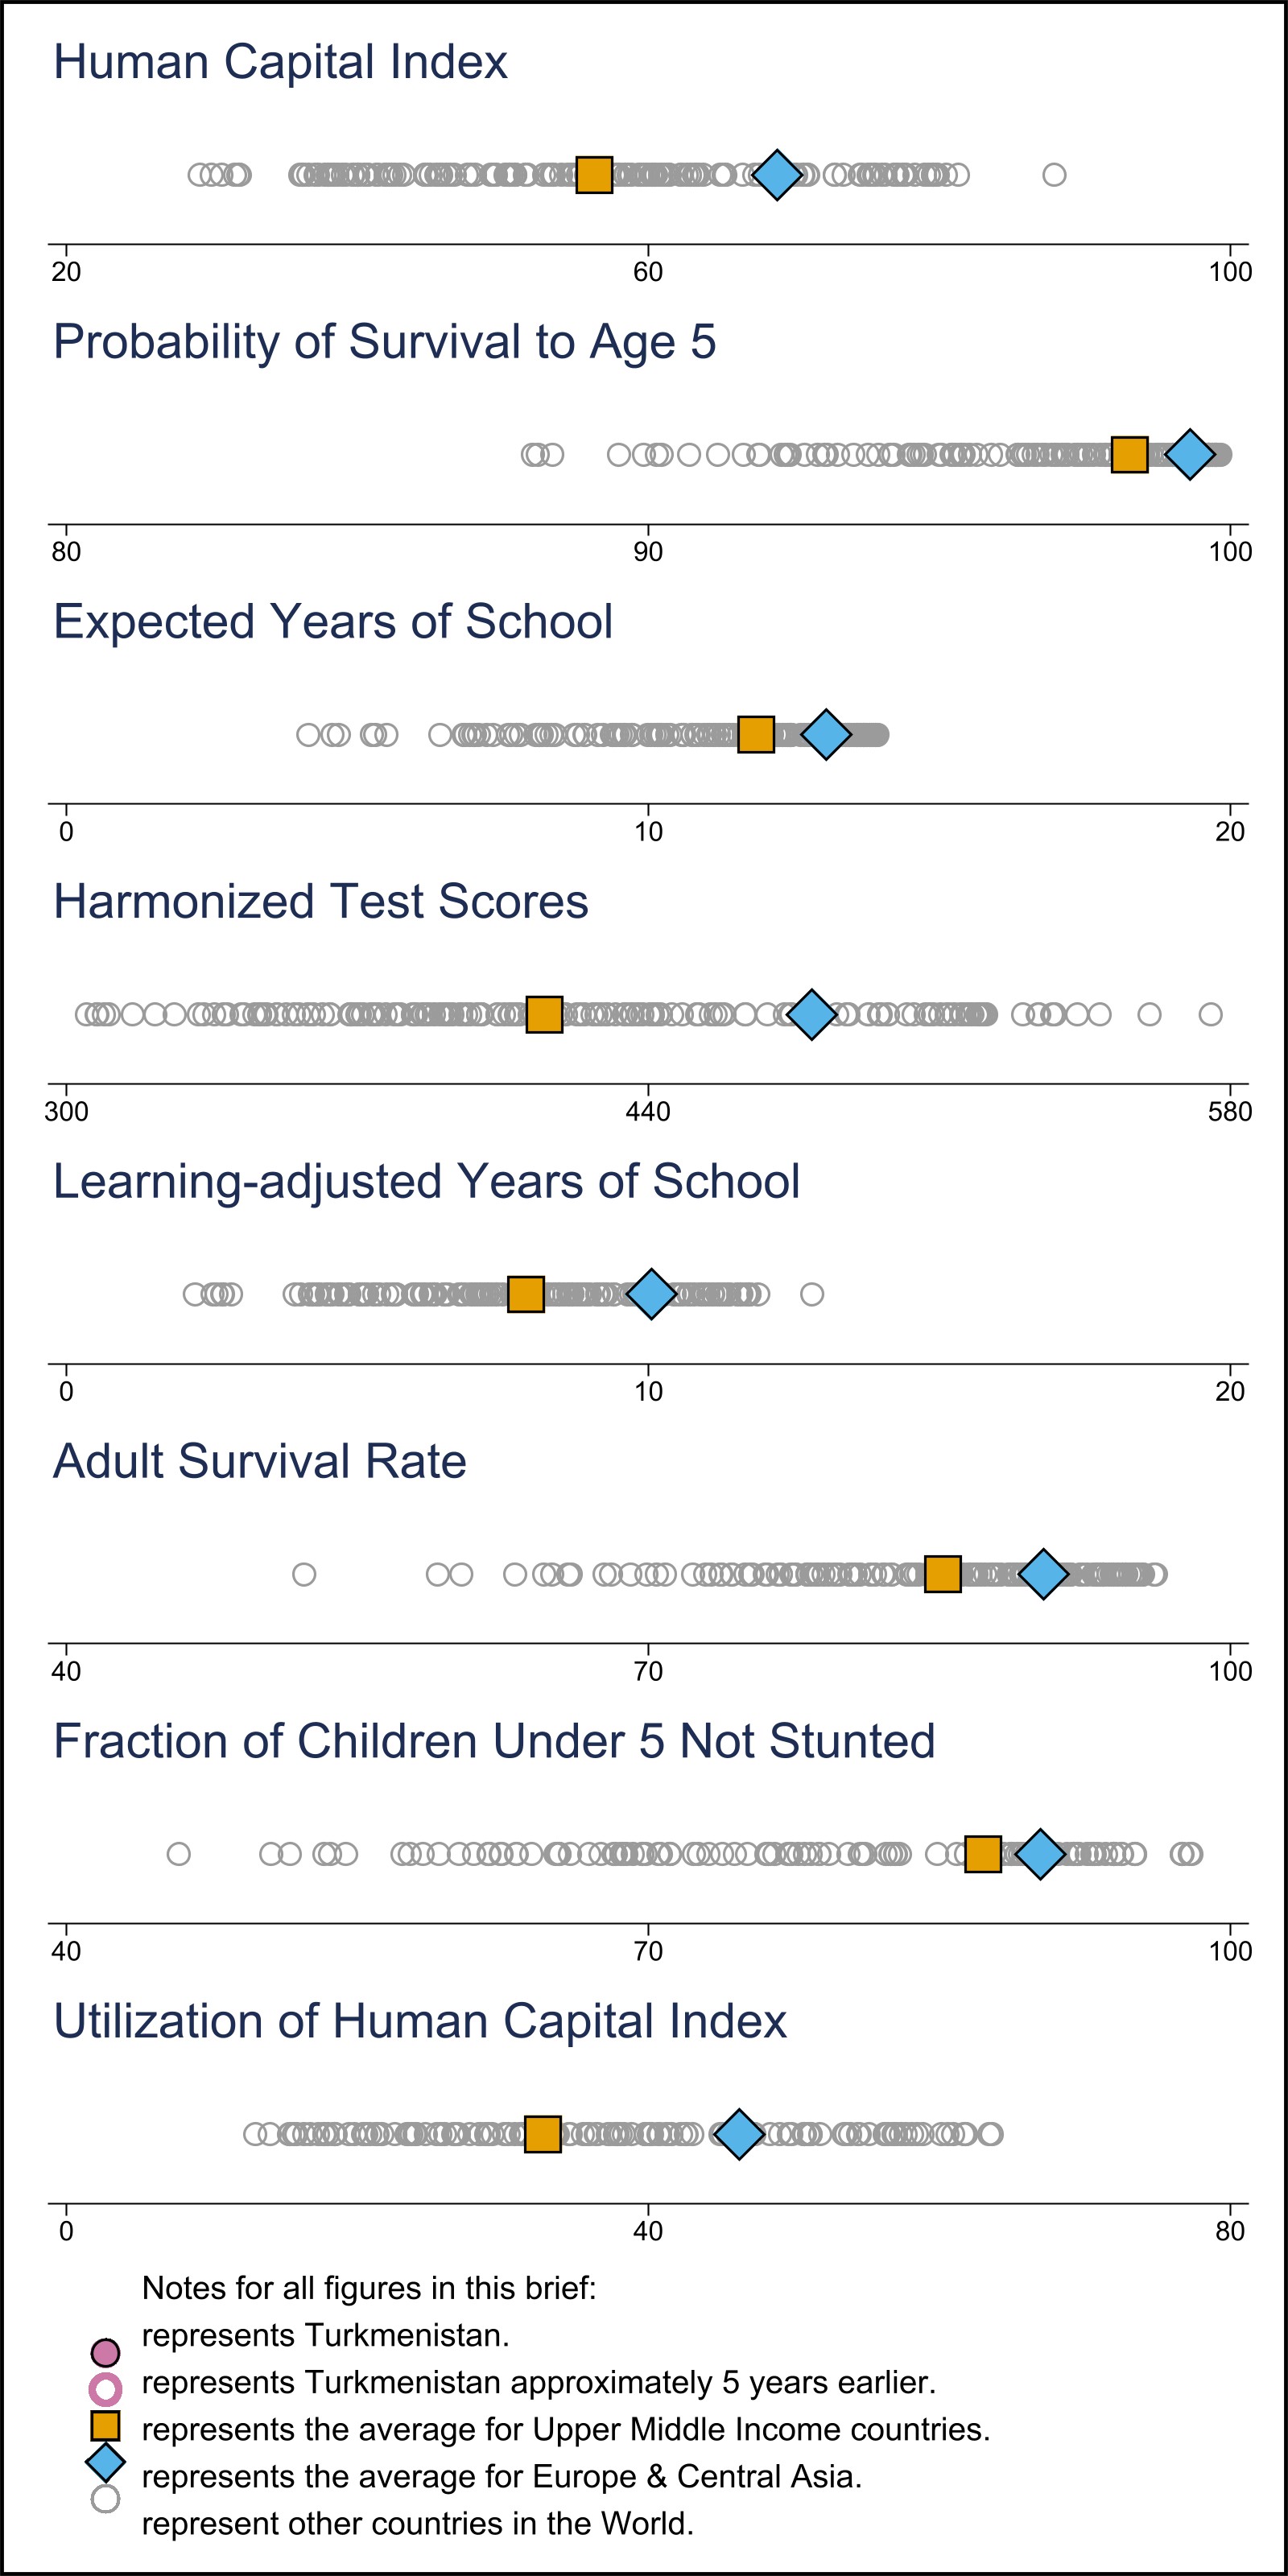 Human Capital Index
20 60 100
Probability of Survival to Age 5
80 90 100
Expected Years of School
0 10 20
Harmonized Test Scores
300 440 580
Learning-adjusted Years of School
0 10 20
Adult Survival Rate
40 70 100
Fraction of Children Under 5 Not Stunted
40 70 100
Utilization of Human Capital Index
0 40 80
Notes for all figures in this brief:
represents Turkmenistan.
represents Turkmenistan approximately 5 years earlier.
represents the average for Upper Middle Income countries.
represents the average for Europe & Central Asia.
represent other countries in the World.